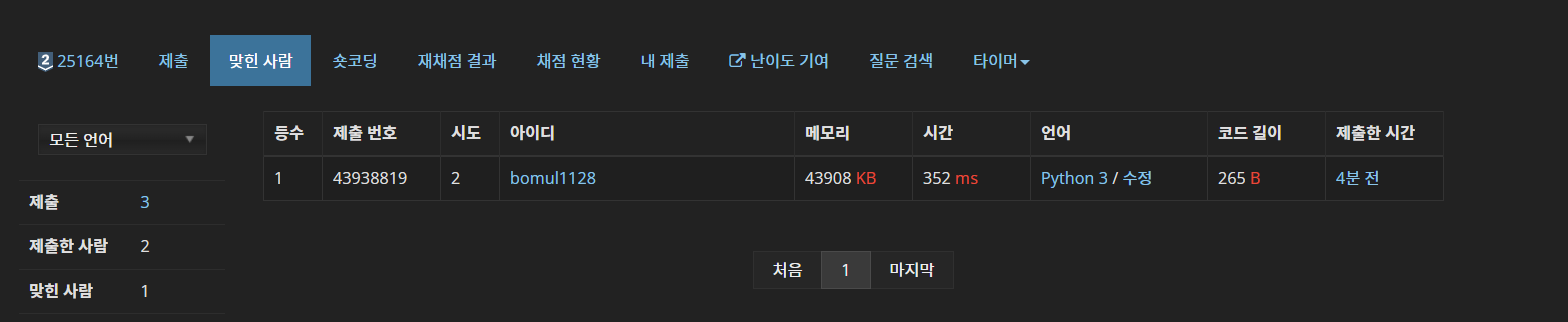 2 25164번 제출 맞힌 사람 숏코딩 재채점 결과 채점 현황 내 제출 난이도 기여 질문 검색 타이머
모든 언어
등수 제출 번호 시도 아이디 메모리 시간 언어 코드 길이 제출한 시간
1 43938819 2 bomul1128 43908 KB 352 ms Python 3 / 수정 265 B 4분 전
제출 3
제출한 사람 2
맞힌 사람 1
처음 1 마지막